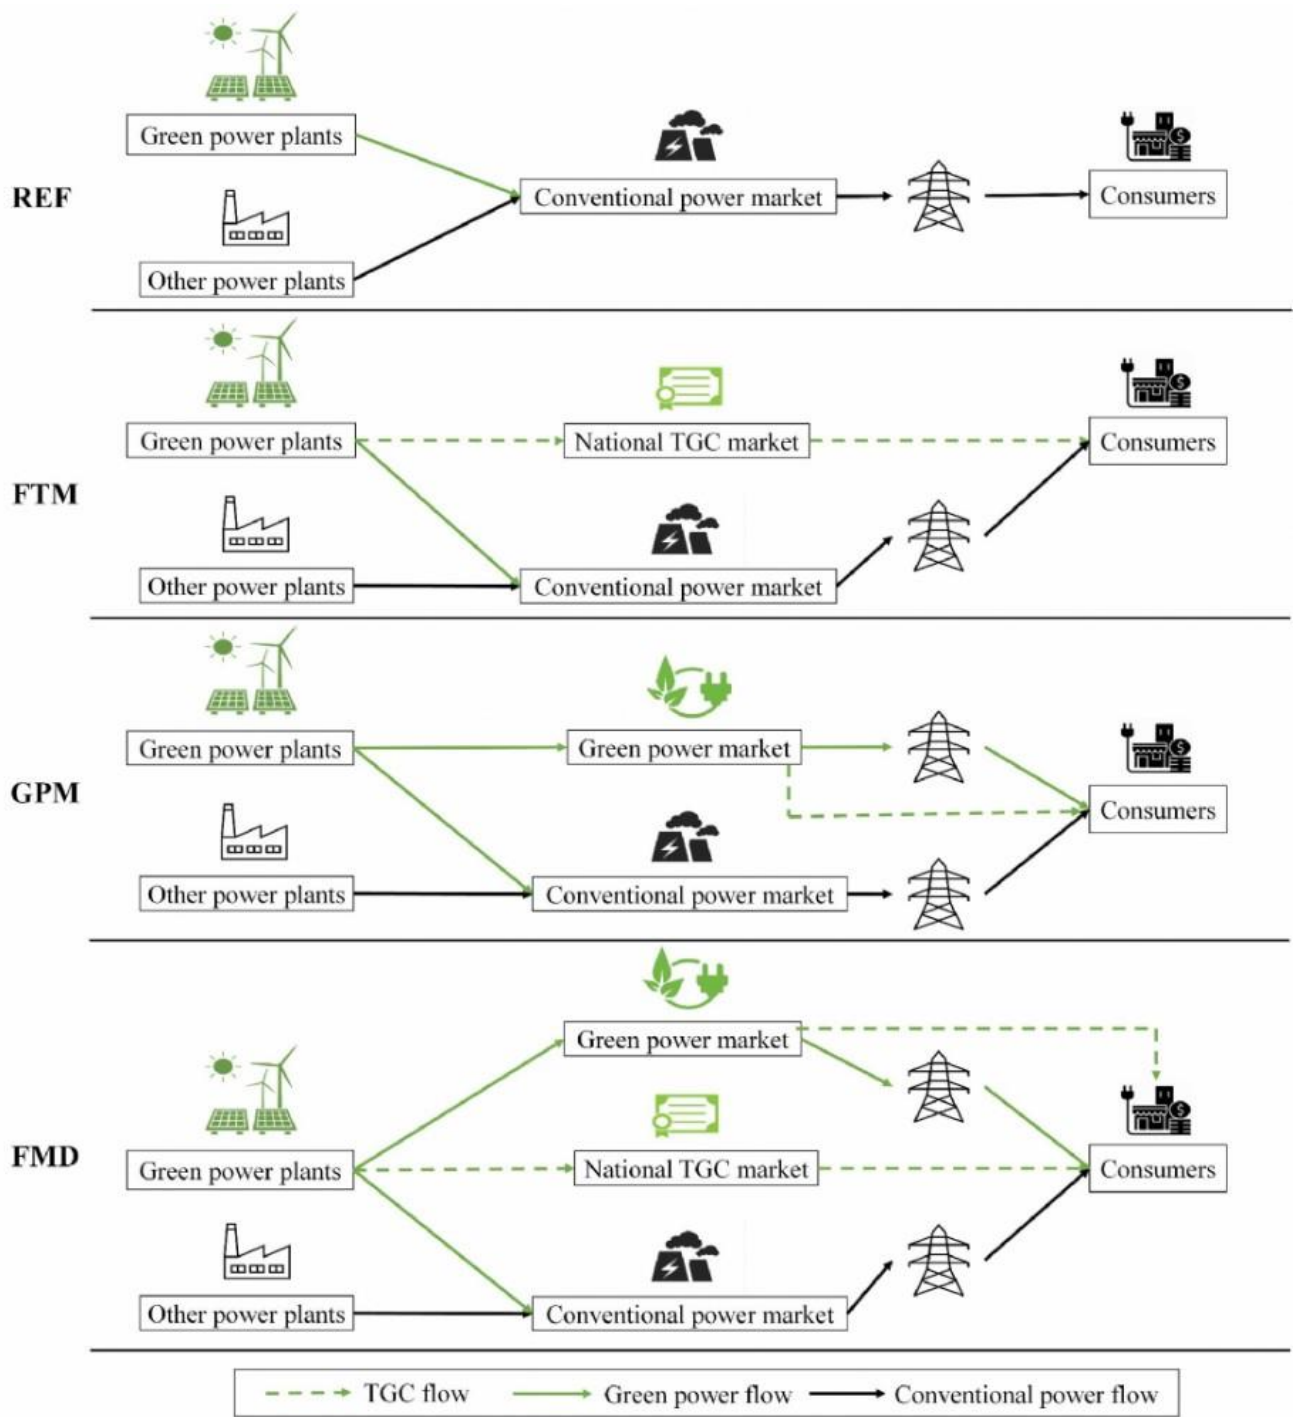 Green power plants
REF
Conventional power market
Consumers
Other power plants
Green power plants
National TGC market
Consumers
FTM
Other power plants
Conventional power market
Green power plants
Green power market
GPM
Consumers
Other power plants
Conventional power market
Green power market
FMD
Green power plants
National TGC market
Consumers
Other power plants
Conventional power market
TGC flow
Green power flow
Conventional power flow